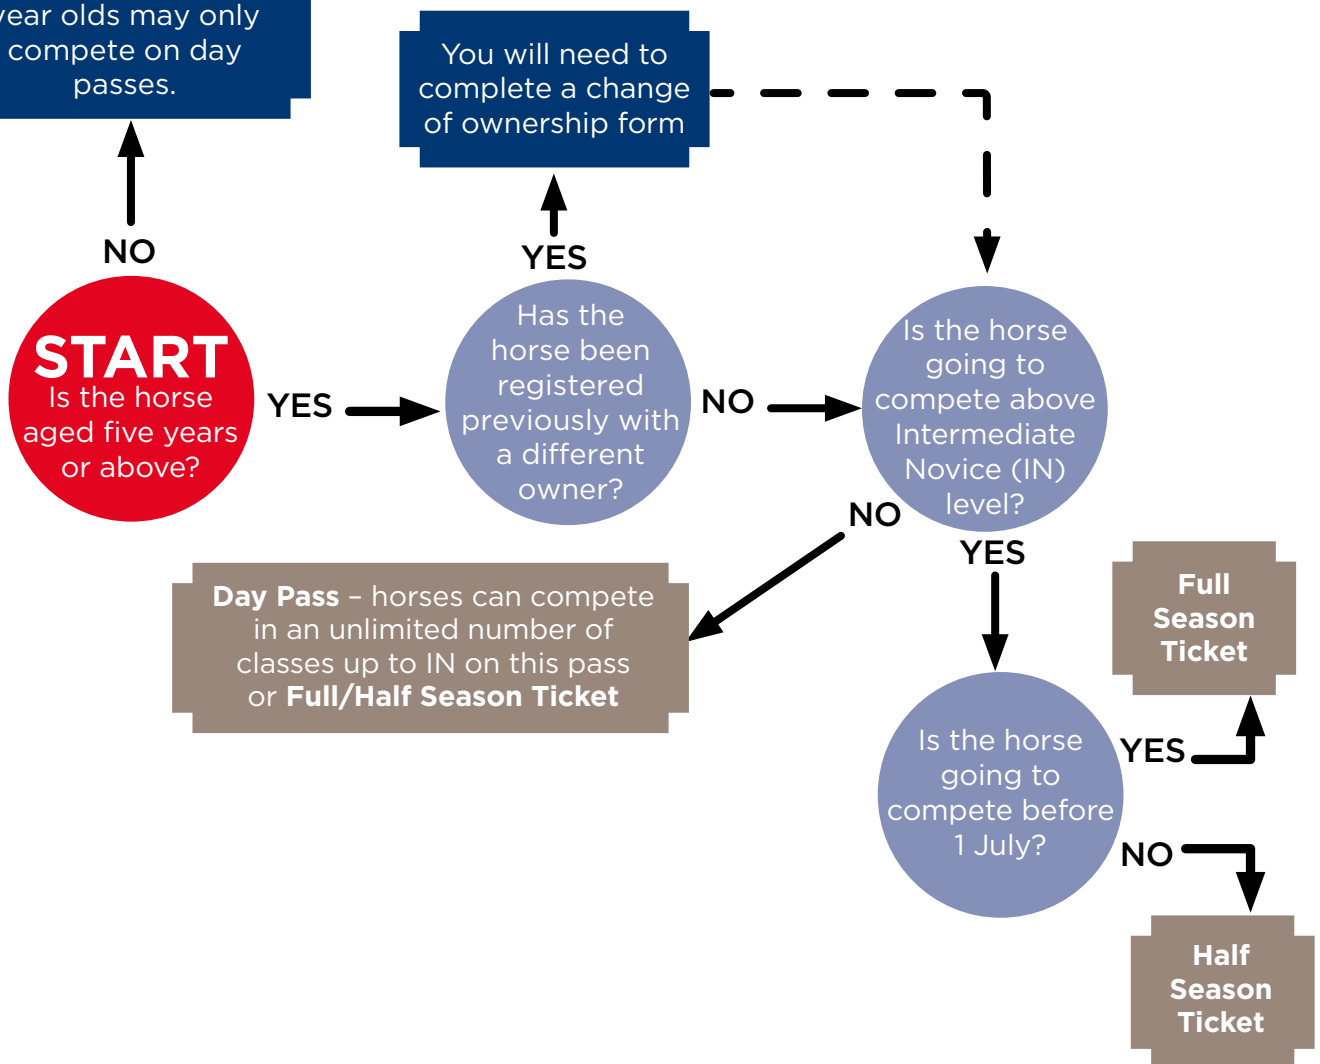 year olds may only
compete on day
passes.
You will need to
complete a change
of ownership form
NO
YES
START
Is the horse
aged five years
or above?
YES
Has the
horse been
registered
previously with
a different
owner?
NO
Is the horse
going to
compete above
Intermediate
Novice (IN)
level?
NO
YES
Day Pass – horses can compete
in an unlimited number of
classes up to IN on this pass
or Full/Half Season Ticket
Full
Season
Ticket
Is the horse
going to
compete before
1 July?
YES
NO
Half
Season
Ticket